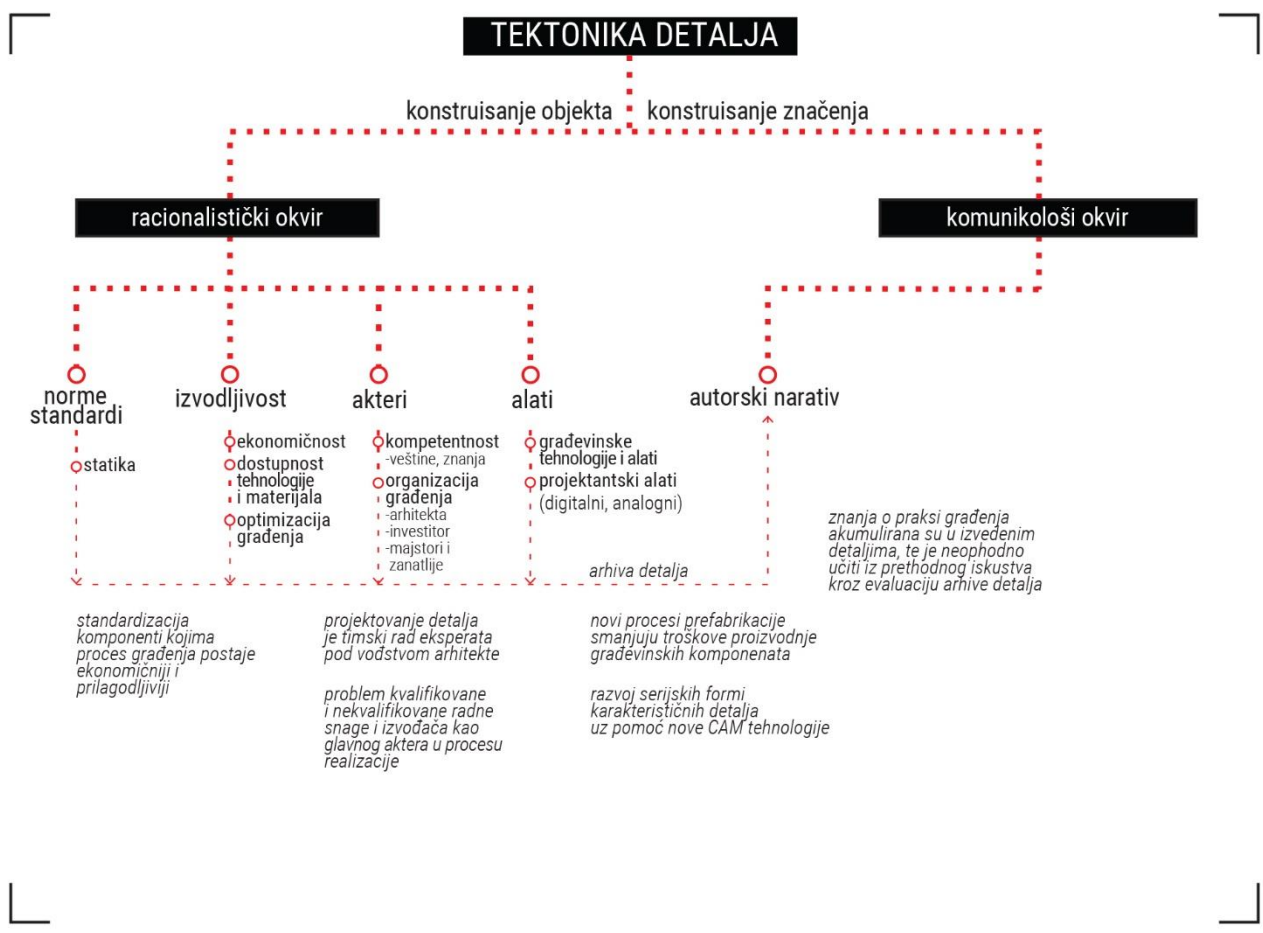 TEKTONIKA DETALJA
konstruisanje objekta
konstruisanje značenja
racionalistički okvir
komunikološi okvir
norme
standardi
statika
izvodljivost
ekonomičnost
dostupnost
tehnologije
i materijala
optimizacija
građenja
akteri
kompetentnost
-veštine, znanja
organizacija
građenja
-arhitekta
-investitor
-majstori i
zanatlije
alati
građevinske
tehnologije i alati
projektantski alati
(digitalni, analogni)
autorski narativ
arhiva detalja
znanja o praksi građenja
akumulirana su u izvedenim
detaljima, te je neophodno
učiti iz prethodnog iskustva
kroz evaluaciju arhive detalja
standardizacija
komponenti kojima
proces građenja postaje
ekonomičniji i
prilagodljiviji
projektovanje detalja
je timski rad eksperata
pod vođstvom arhitekte
problem kvalifikovane
i nekvalifikovane radne
snage i izvođača kao
glavnog aktera u procesu
realizacije
novi procesi prefabrikacije
smanjuju troškove proizvodnje
građevinskih komponenata
razvoj serijskih formi
karakterističnih detalja
uz pomoć nove CAM tehnologije